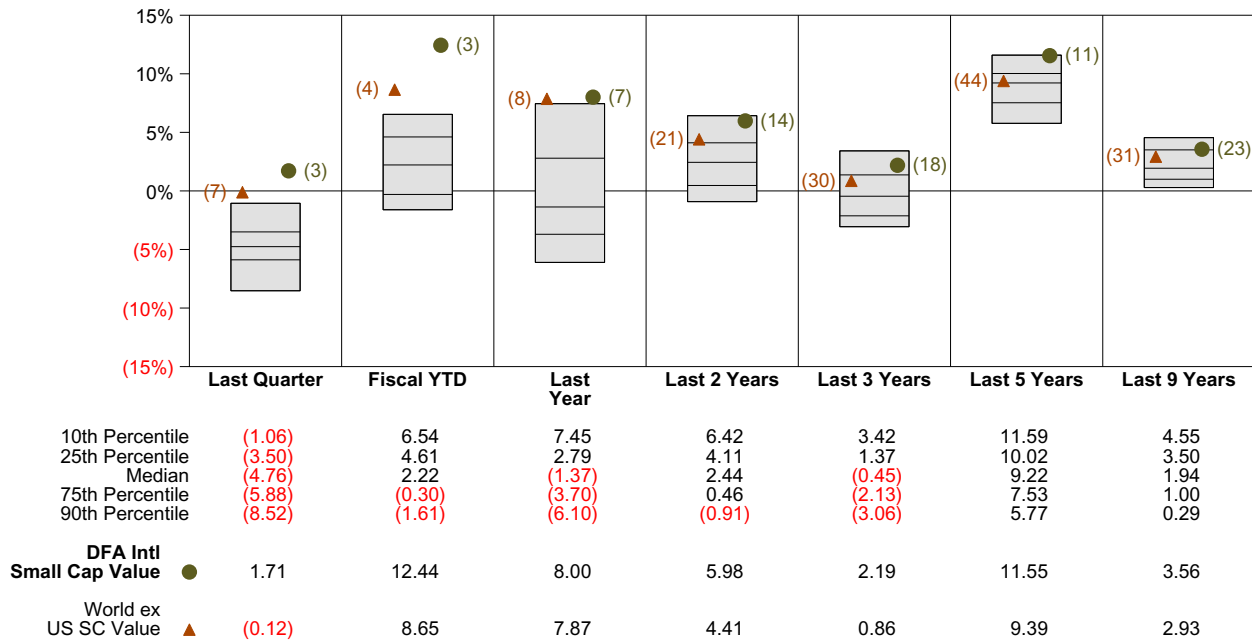 15%
10%
5%
0%
(5%)
(10%)
(15%)
(7) (3)
(4) (3)
(8) (7)
(21) (14)
(30) (18)
(44) (11)
(31) (23)
Last Quarter Fiscal YTD Last Year Last 2 Years Last 3 Years Last 5 Years Last 9 Years
10th Percentile (1.06) 6.54 7.45 6.42 3.42 11.59 4.55
25th Percentile (3.50) 4.61 2.79 4.11 1.37 10.02 3.50
Median (4.76) 2.22 (1.37) 2.44 (0.45) 9.22 1.94
75th Percentile (5.88) (0.30) (3.70) 0.46 (2.13) 7.53 1.00
90th Percentile (8.52) (1.61) (6.10) (0.91) (3.06) 5.77 0.29
DFA Intl
Small Cap Value 1.71 12.44 8.00 5.98 2.19 11.55 3.56
World ex
US SC Value (0.12) 8.65 7.87 4.41 0.86 9.39 2.93